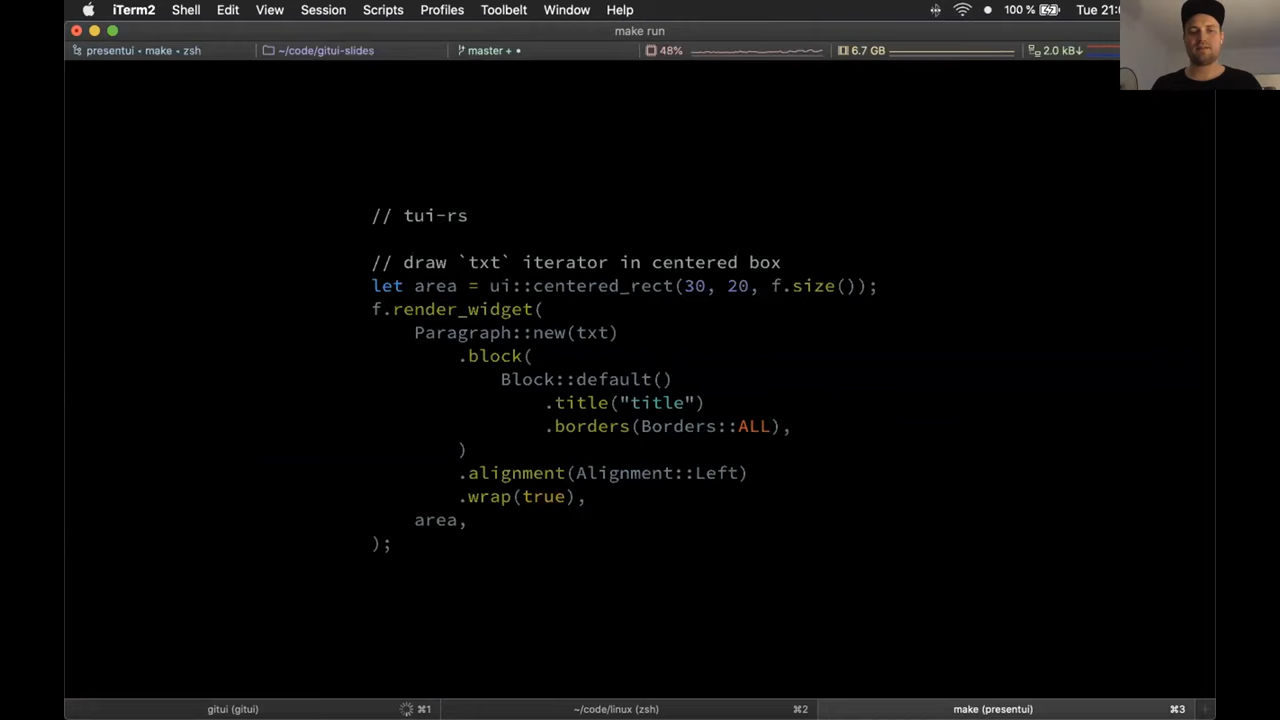 iTerm2 Shell Edit View Session Scripts Profiles Toolbelt Window Help 100 % Tue 21:
make run
presentui • make • zsh ~/code/gitui-slides master + • 48% 6.7 GB 2.0 kB↓
// tui-rs
// draw `txt` iterator in centered box
let area = ui::centered_rect(30, 20, f.size());
f.render_widget(
    Paragraph::new(txt)
        .block(
            Block::default()
                .title("title")
                .borders(Borders::ALL),
        )
        .alignment(Alignment::Left)
        .wrap(true),
    area,
);
gitui (gitui) ⌘1 ~/code/linux (zsh) ⌘2 make (presentui) ⌘3